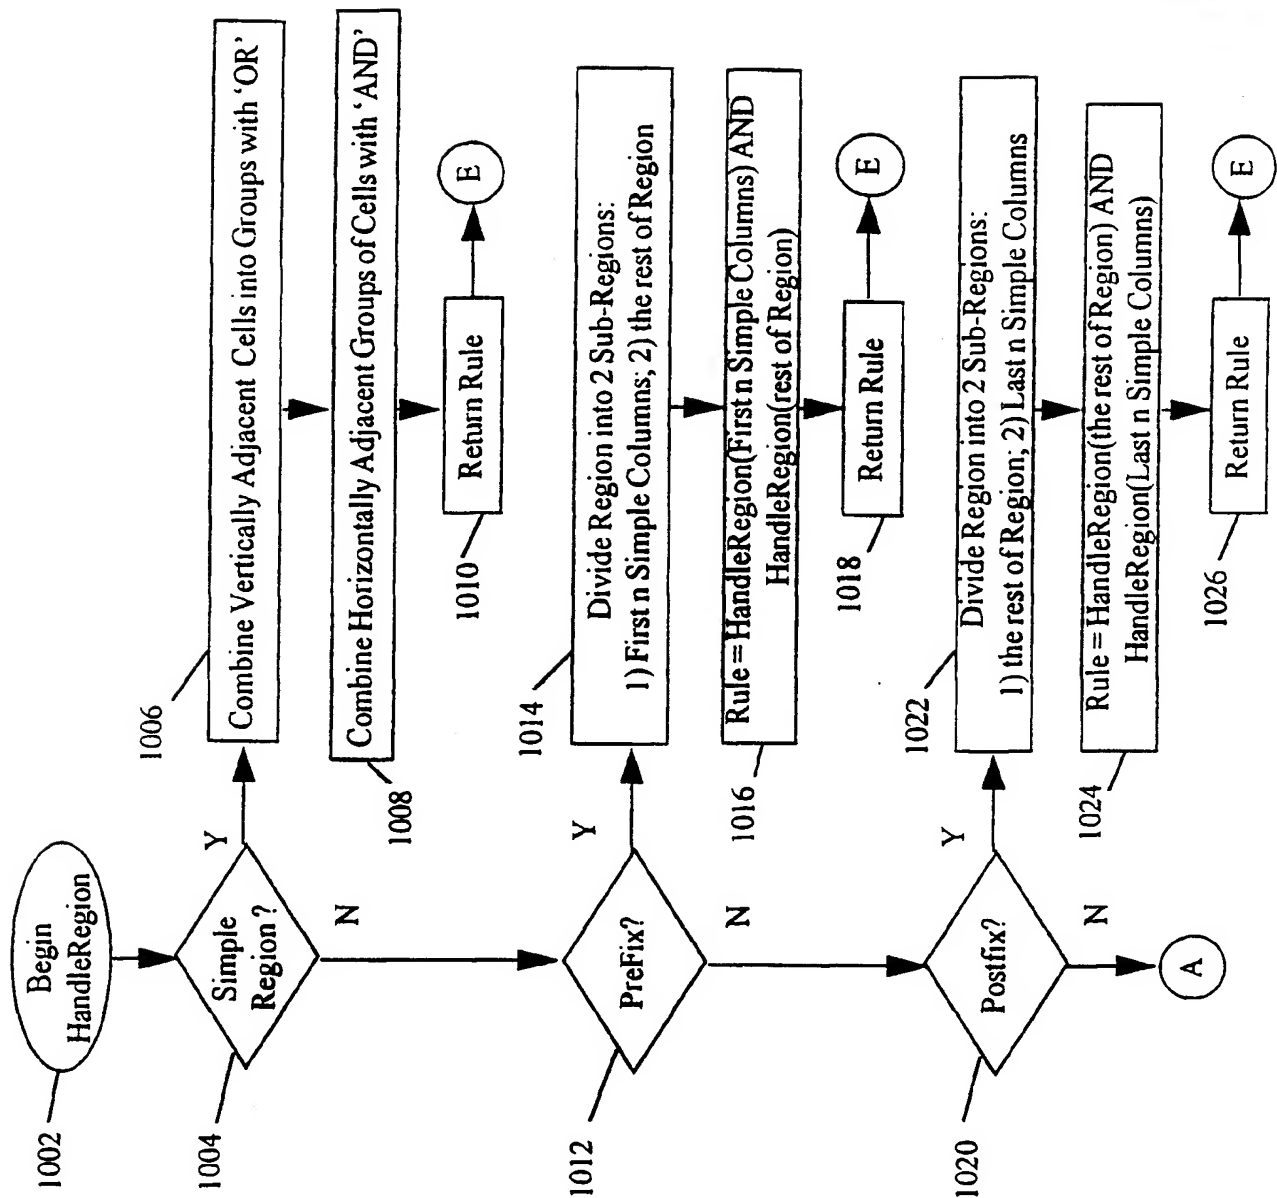 1002
Begin
HandleRegion
1004
Simple
Region ?
Y
N
1006
Combine Vertically Adjacent Cells into Groups with ‘OR’
1008
Combine Horizontally Adjacent Groups of Cells with ‘AND’
1010
Return Rule
E
1012
PreFix?
Y
N
1014
Divide Region into 2 Sub-Regions:
1) First n Simple Columns; 2) the rest of Region
1016
Rule = HandleRegion(First n Simple Columns) AND
HandleRegion(rest of Region)
1018
Return Rule
E
1020
Postfix?
Y
N
1022
Divide Region into 2 Sub-Regions:
1) the rest of Region; 2) Last n Simple Columns
1024
Rule = HandleRegion(the rest of Region) AND
HandleRegion(Last n Simple Columns)
1026
Return Rule
E
A